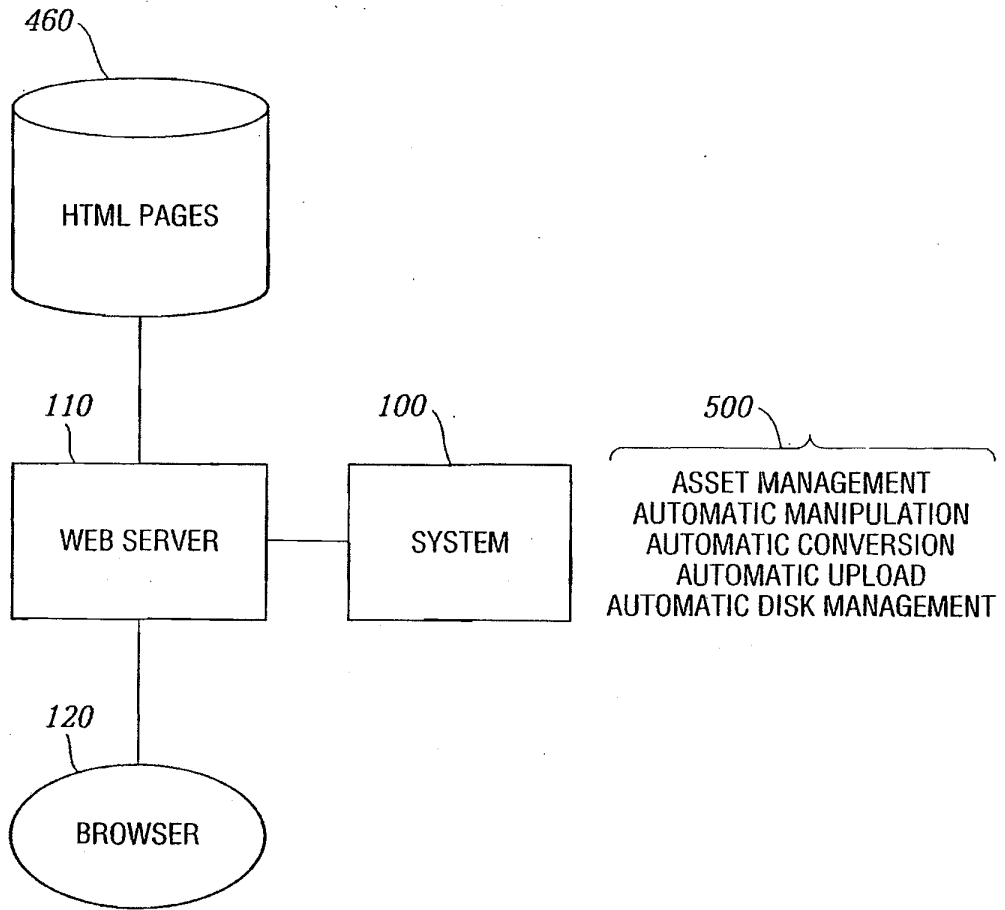 460
HTML PAGES
110
100
500
WEB SERVER
SYSTEM
ASSET MANAGEMENT
AUTOMATIC MANIPULATION
AUTOMATIC CONVERSION
AUTOMATIC UPLOAD
AUTOMATIC DISK MANAGEMENT
120
BROWSER